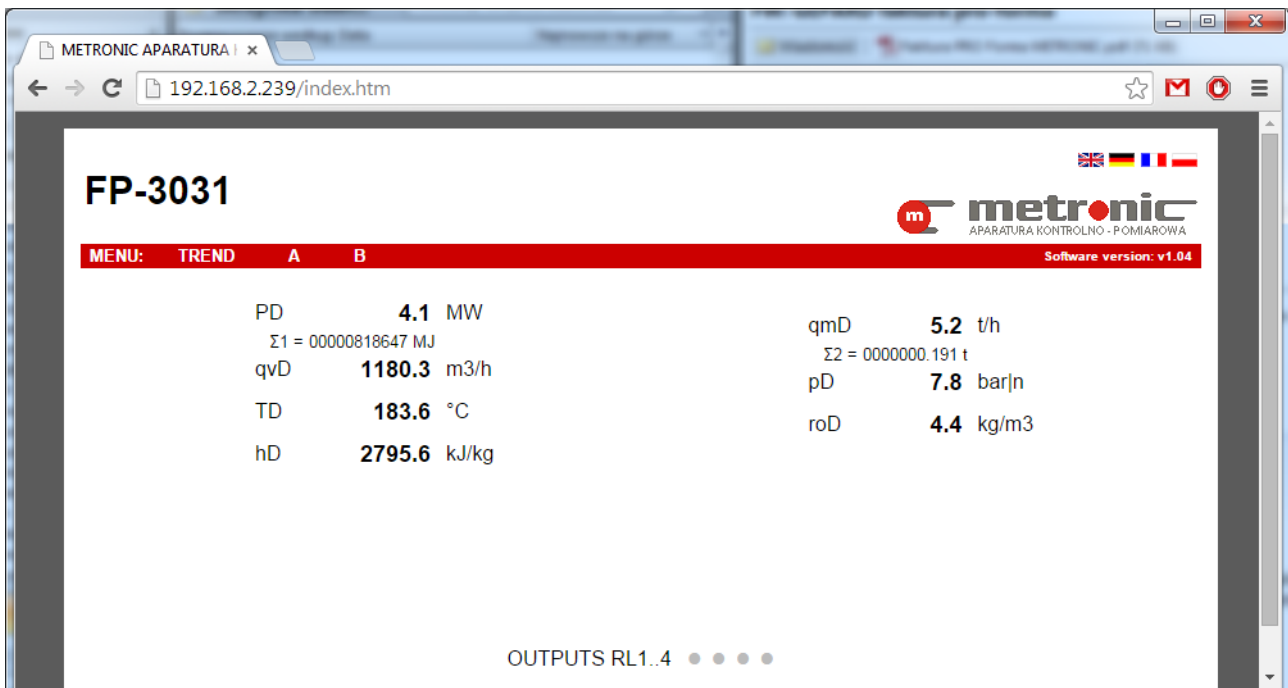 METRONIC APARATURA
192.168.2.239/index.htm
FP-3031
m metronic
APARATURA KONTROLNO - POMIAROWA
MENU: TREND A B Software version: v1.04
PD 4.1 MW
Σ1 = 00000818647 MJ
qvD 1180.3 m3/h
TD 183.6 °C
hD 2795.6 kJ/kg
qmD 5.2 t/h
Σ2 = 0000000.191 t
pD 7.8 bar|n
roD 4.4 kg/m3
OUTPUTS RL1..4